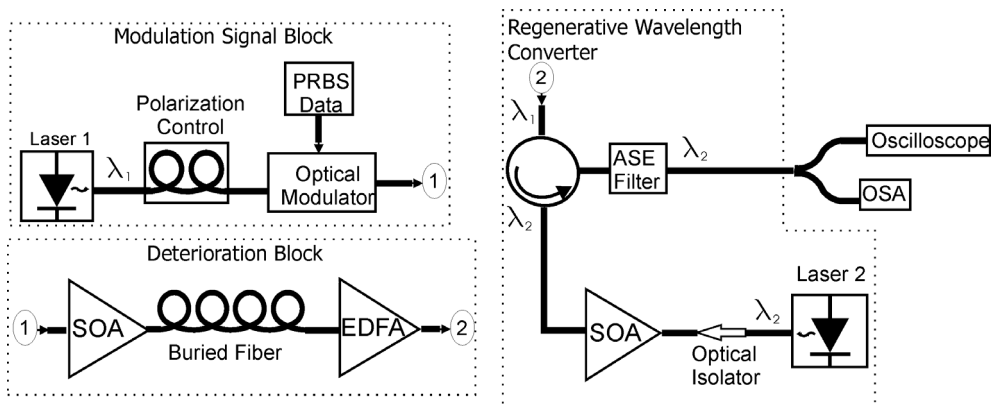 Modulation Signal Block
PRBS
Data
Polarization
Control
Laser 1
λ1
Optical
Modulator
1
Deterioration Block
1
SOA
Buried Fiber
EDFA
2
Regenerative Wavelength
Converter
2
λ1
ASE
Filter
λ2
Oscilloscope
OSA
λ2
Laser 2
SOA
λ2
Optical
Isolator